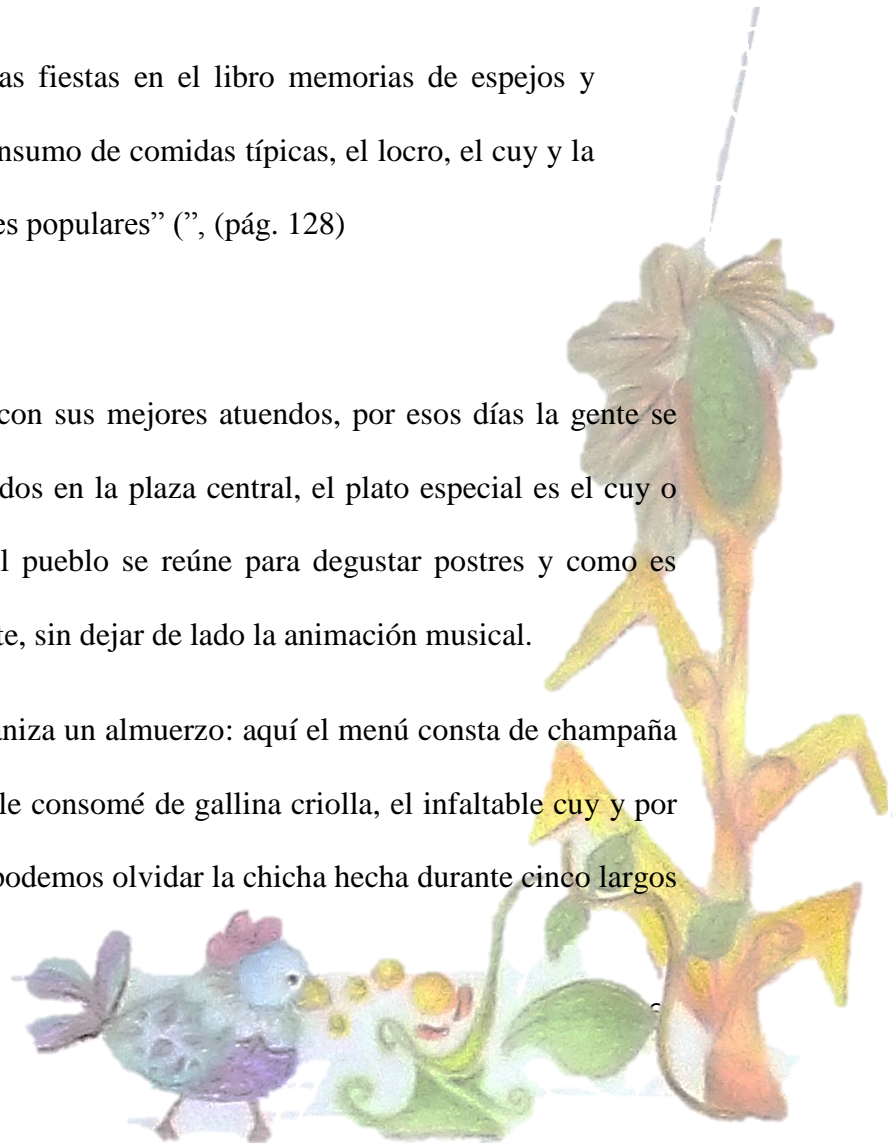 as fiestas en el libro memorias de espejos y
nsumo de comidas típicas, el locro, el cuy y la
es populares” (”, (pág. 128)
con sus mejores atuendos, por esos días la gente se
dos en la plaza central, el plato especial es el cuy o
l pueblo se reúne para degustar postres y como es
te, sin dejar de lado la animación musical.
aniza un almuerzo: aquí el menú consta de champaña
le consomé de gallina criolla, el infaltable cuy y por
podemos olvidar la chicha hecha durante cinco largos